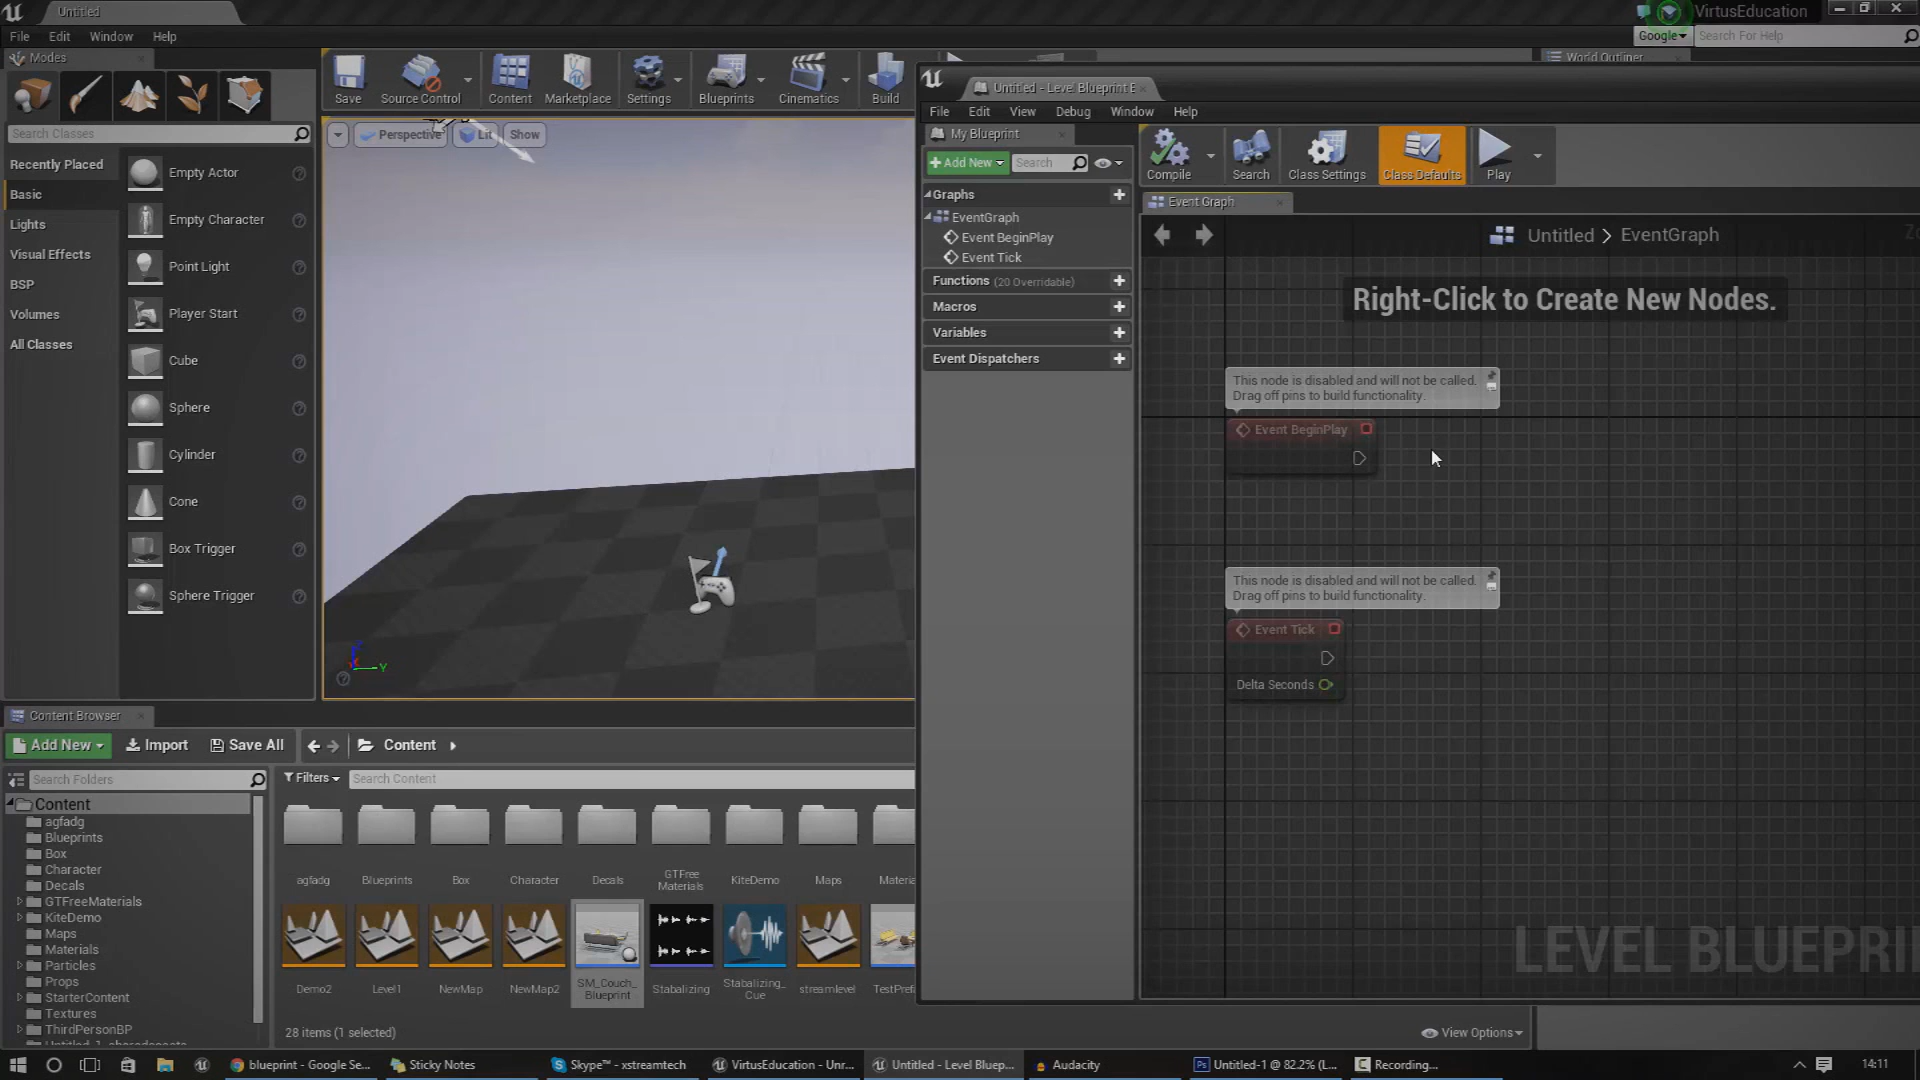 Untitled
VirtusEducation
File Edit Window Help
Google
Search For Help
Modes
World Outliner
Save
Source Control
Content
Marketplace
Settings
Blueprints
Cinematics
Build
Untitled - Level Blueprint E
File Edit View Debug Window Help
Search Classes
Perspective
Lit
Show
My Blueprint
Add New
Search
Compile
Search
Class Settings
Class Defaults
Play
Recently Placed
Basic
Lights
Visual Effects
BSP
Volumes
All Classes
Empty Actor
Empty Character
Point Light
Player Start
Cube
Sphere
Cylinder
Cone
Box Trigger
Sphere Trigger
Graphs
EventGraph
Event BeginPlay
Event Tick
Functions (20 Overridable)
Macros
Variables
Event Dispatchers
Event Graph
Untitled > EventGraph
Right-Click to Create New Nodes.
This node is disabled and will not be called.
Drag off pins to build functionality.
Event BeginPlay
This node is disabled and will not be called.
Drag off pins to build functionality.
Event Tick
Delta Seconds
Y
Content Browser
Add New
Import
Save All
Content
Search Folders
Filters
Search Content
Content
agfadg
Blueprints
Box
Character
Decals
GTFreeMaterials
KiteDemo
Maps
Materials
Particles
Props
StarterContent
Textures
ThirdPersonBP
agfadg
Blueprints
Box
Character
Decals
GTFree
Materials
KiteDemo
Maps
Materia
Demo2
Level1
NewMap
NewMap2
SM_Couch_
Blueprint
Stabalizing
Stabalizing_
Cue
streamlevel
TestPrefi
28 items (1 selected)
View Options
LEVEL BLUEPRI
blueprint - Google Se...
Sticky Notes
Skype™ - xstreamtech
VirtusEducation - Unr...
Untitled - Level Bluep...
Audacity
Untitled-1 @ 82.2% (L...
Recording...
14:11